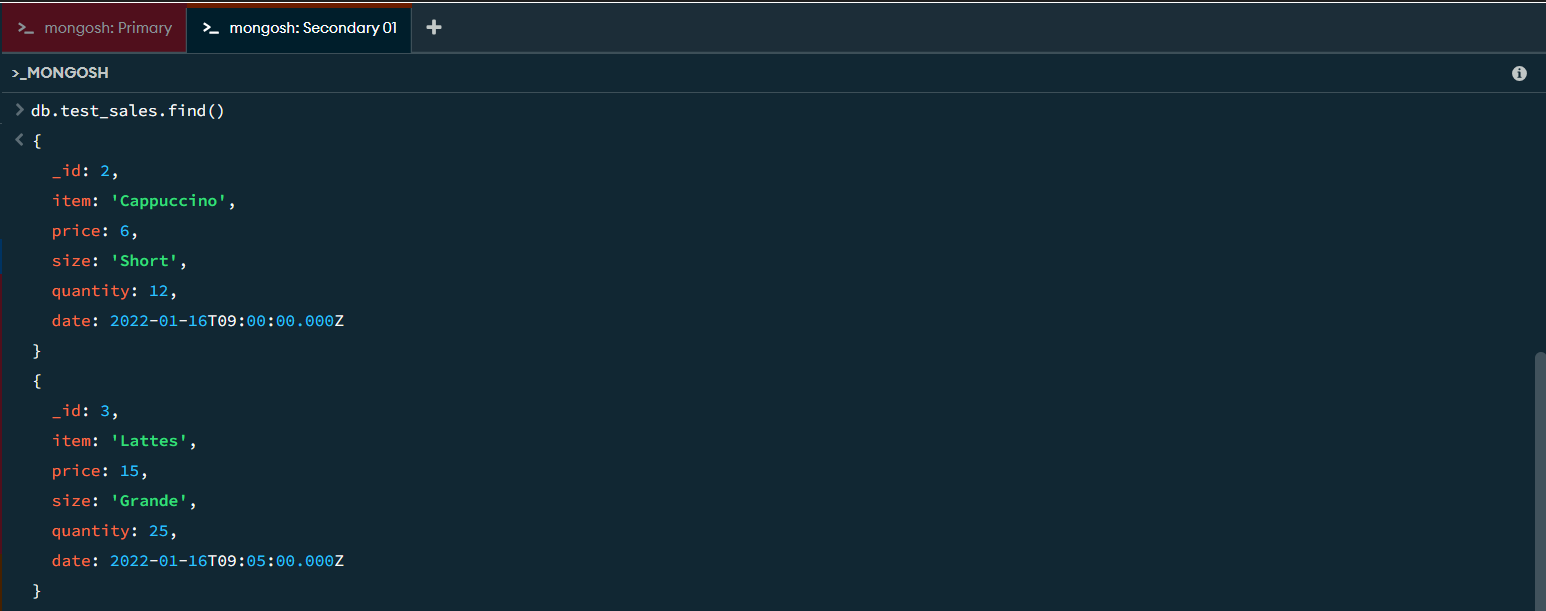 mongosh: Primary
mongosh: Secondary 01
>_MONGOSH
db.test_sales.find()
{
_id: 2,
item: 'Cappuccino',
price: 6,
size: 'Short',
quantity: 12,
date: 2022-01-16T09:00:00.000Z
}
{
_id: 3,
item: 'Lattes',
price: 15,
size: 'Grande',
quantity: 25,
date: 2022-01-16T09:05:00.000Z
}